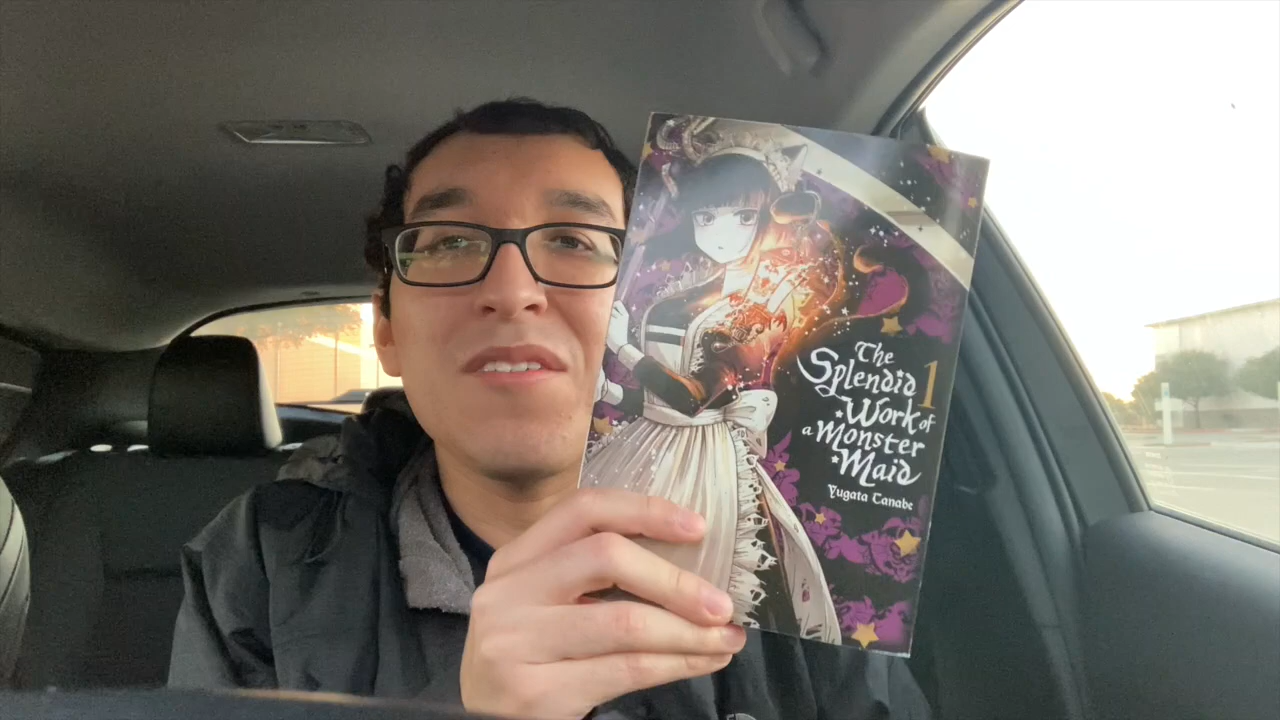 The
Splendid
Work of
a Monster
Maid
1
Yugata Tanabe